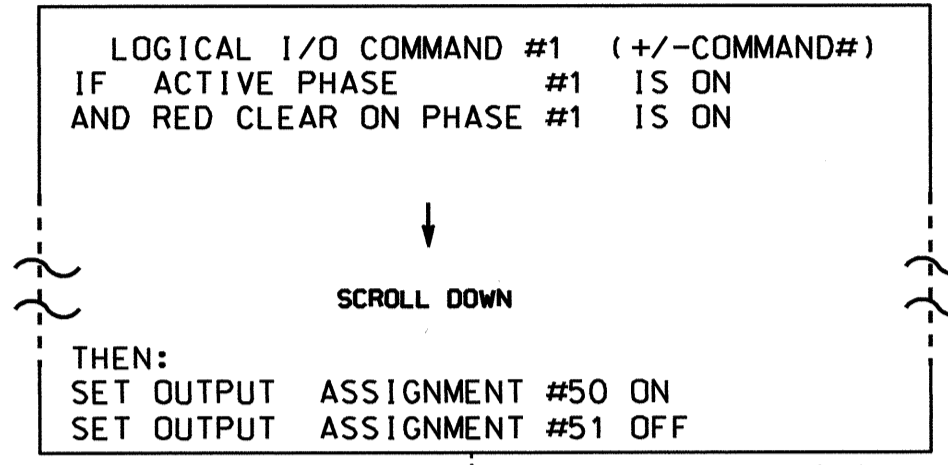 LOGICAL I/O COMMAND #1 (+/-COMMAND#)
IF ACTIVE PHASE #1 IS ON
AND RED CLEAR ON PHASE #1 IS ON
SCROLL DOWN
THEN:
SET OUTPUT ASSIGNMENT #50 ON
SET OUTPUT ASSIGNMENT #51 OFF